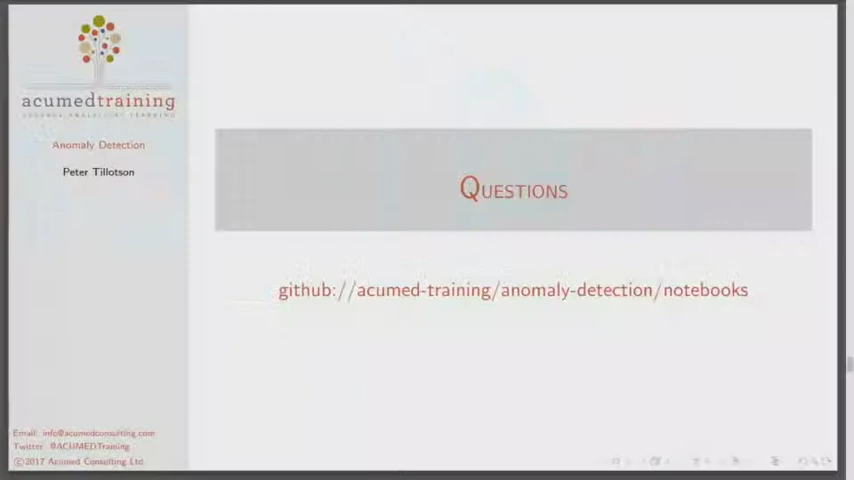 acumedtraining
Anomaly Detection
Peter Tillotson
Questions
github://acumed-training/anomaly-detection/notebooks
Email: info@acumedconsulting.com
Twitter: @ACUMEDTraining
©2017 Acumed Consulting Ltd.